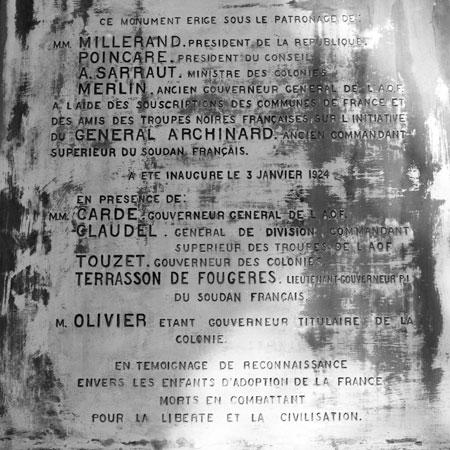 CE MONUMENT ERIGE SOUS LE PATRONAGE DE:
MM. MILLERAND. PRESIDENT DE LA REPUBLIQUE.
POINCARE. PRESIDENT DU CONSEIL.
A. SARRAUT. MINISTRE DES COLONIES.
MERLIN. ANCIEN GOUVERNEUR GENERAL DE L'A.O.F.
A L'AIDE DES SOUSCRIPTIONS DES COMMUNES DE FRANCE ET
DES AMIS DES TROUPES NOIRES FRANÇAISES, SUR L'INITIATIVE
DU GENERAL ARCHINARD. ANCIEN COMMANDANT
SUPERIEUR DU SOUDAN FRANÇAIS.
A ETE INAUGURE LE 3 JANVIER 1924
EN PRESENCE DE:
MM. CARDE. GOUVERNEUR GENERAL DE L'A.O.F.
CLAUDEL. GENERAL DE DIVISION, COMMANDANT
SUPERIEUR DES TROUPES DE L'A.O.F.
TOUZET. GOUVERNEUR DES COLONIES.
TERRASSON DE FOUGERES. LIEUTENANT-GOUVERNEUR P.I.
DU SOUDAN FRANÇAIS.
M. OLIVIER ETANT GOUVERNEUR TITULAIRE DE LA
COLONIE.
EN TEMOIGNAGE DE RECONNAISSANCE
ENVERS LES ENFANTS D'ADOPTION DE LA FRANCE
MORTS EN COMBATTANT
POUR LA LIBERTE ET LA CIVILISATION.